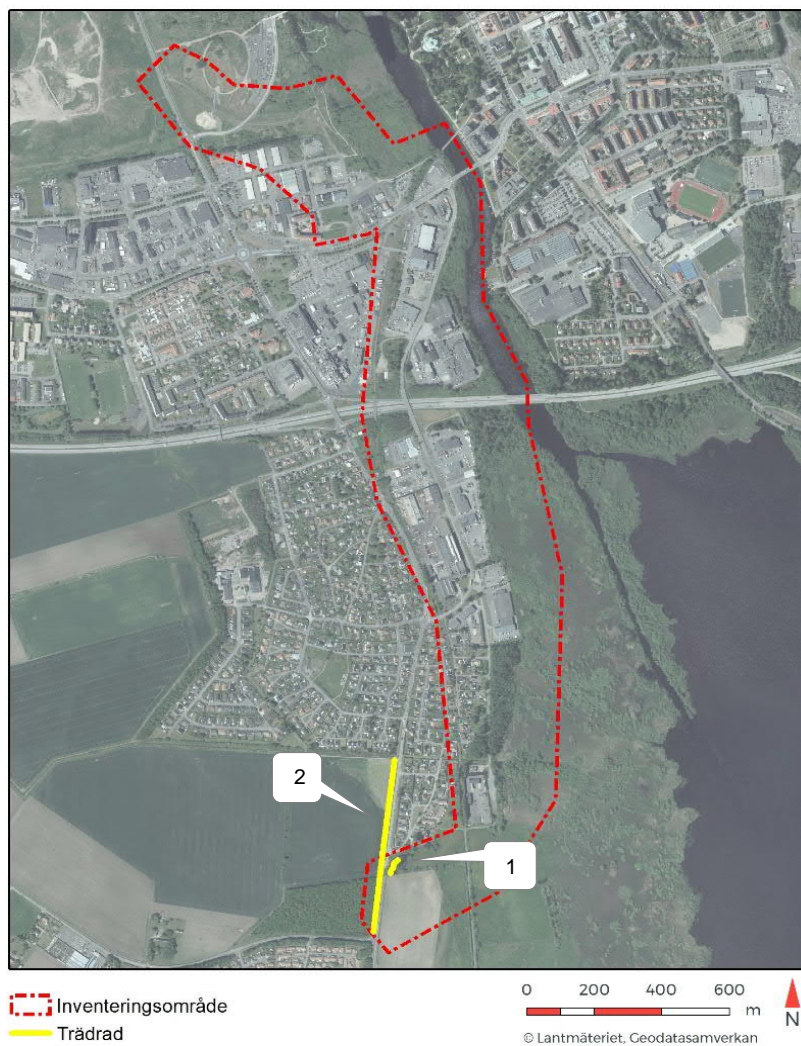 2
1
Inventeringsområde
Trädrad
0 200 400 600
m
N
© Lantmäteriet, Geodatasamverkan